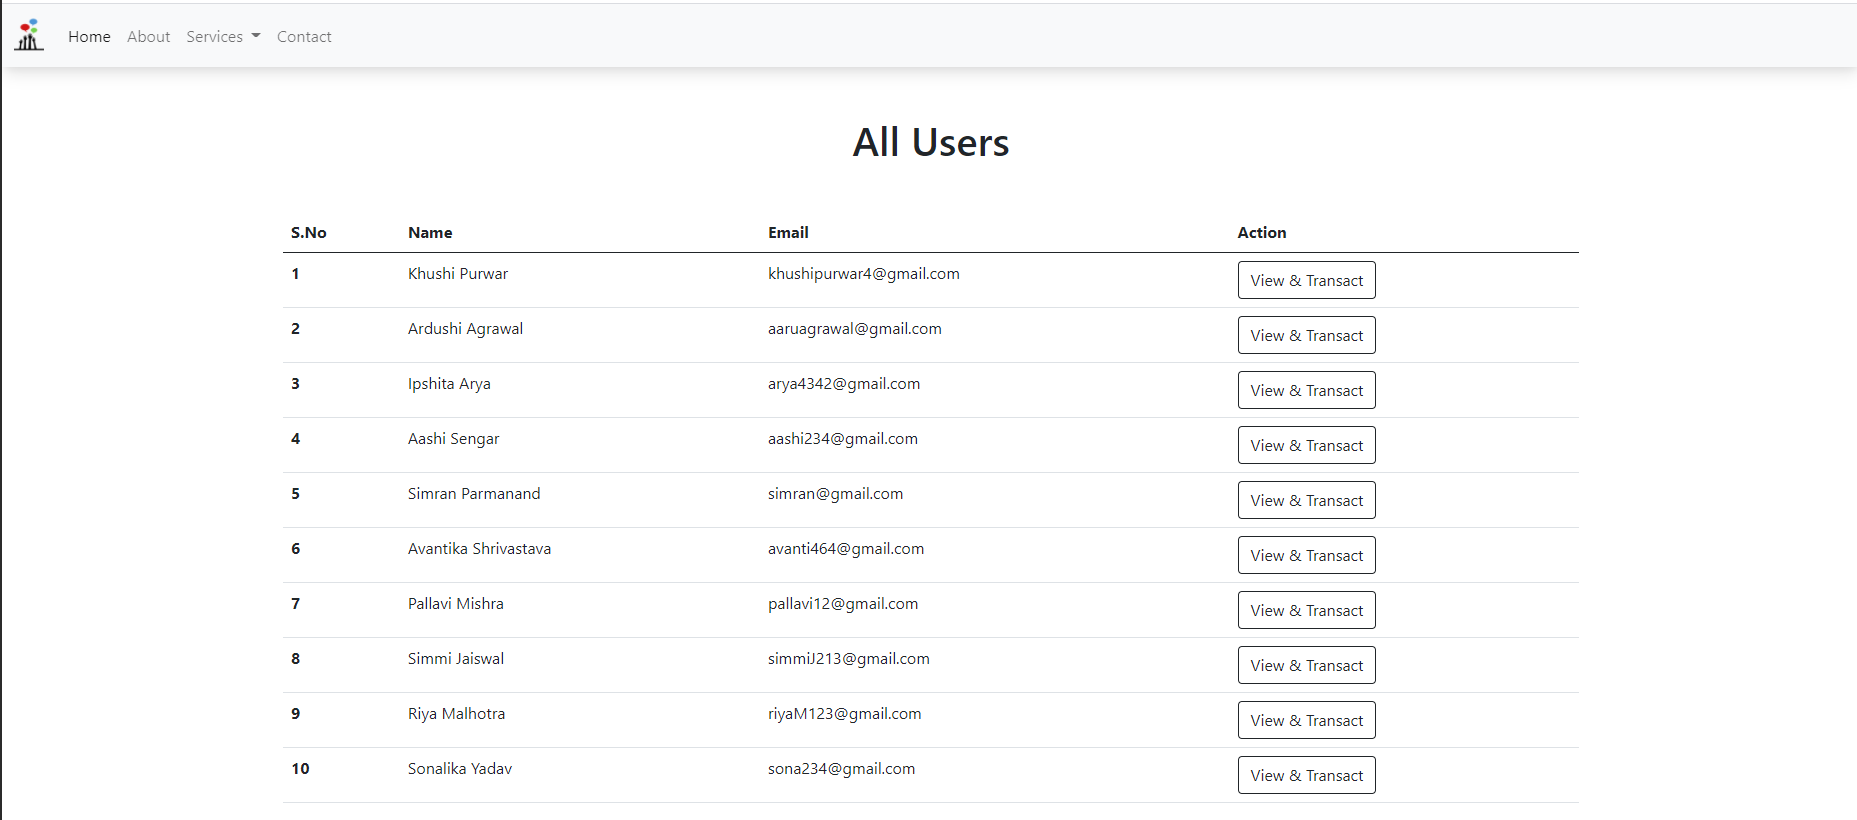 Home About Services Contact
All Users
S.No Name Email Action
1 Khushi Purwar khushipurwar4@gmail.com View & Transact
2 Ardushi Agrawal aaruagrawal@gmail.com View & Transact
3 Ipshita Arya arya4342@gmail.com View & Transact
4 Aashi Sengar aashi234@gmail.com View & Transact
5 Simran Parmanand simran@gmail.com View & Transact
6 Avantika Shrivastava avanti464@gmail.com View & Transact
7 Pallavi Mishra pallavi12@gmail.com View & Transact
8 Simmi Jaiswal simmiJ213@gmail.com View & Transact
9 Riya Malhotra riyaM123@gmail.com View & Transact
10 Sonalika Yadav sona234@gmail.com View & Transact